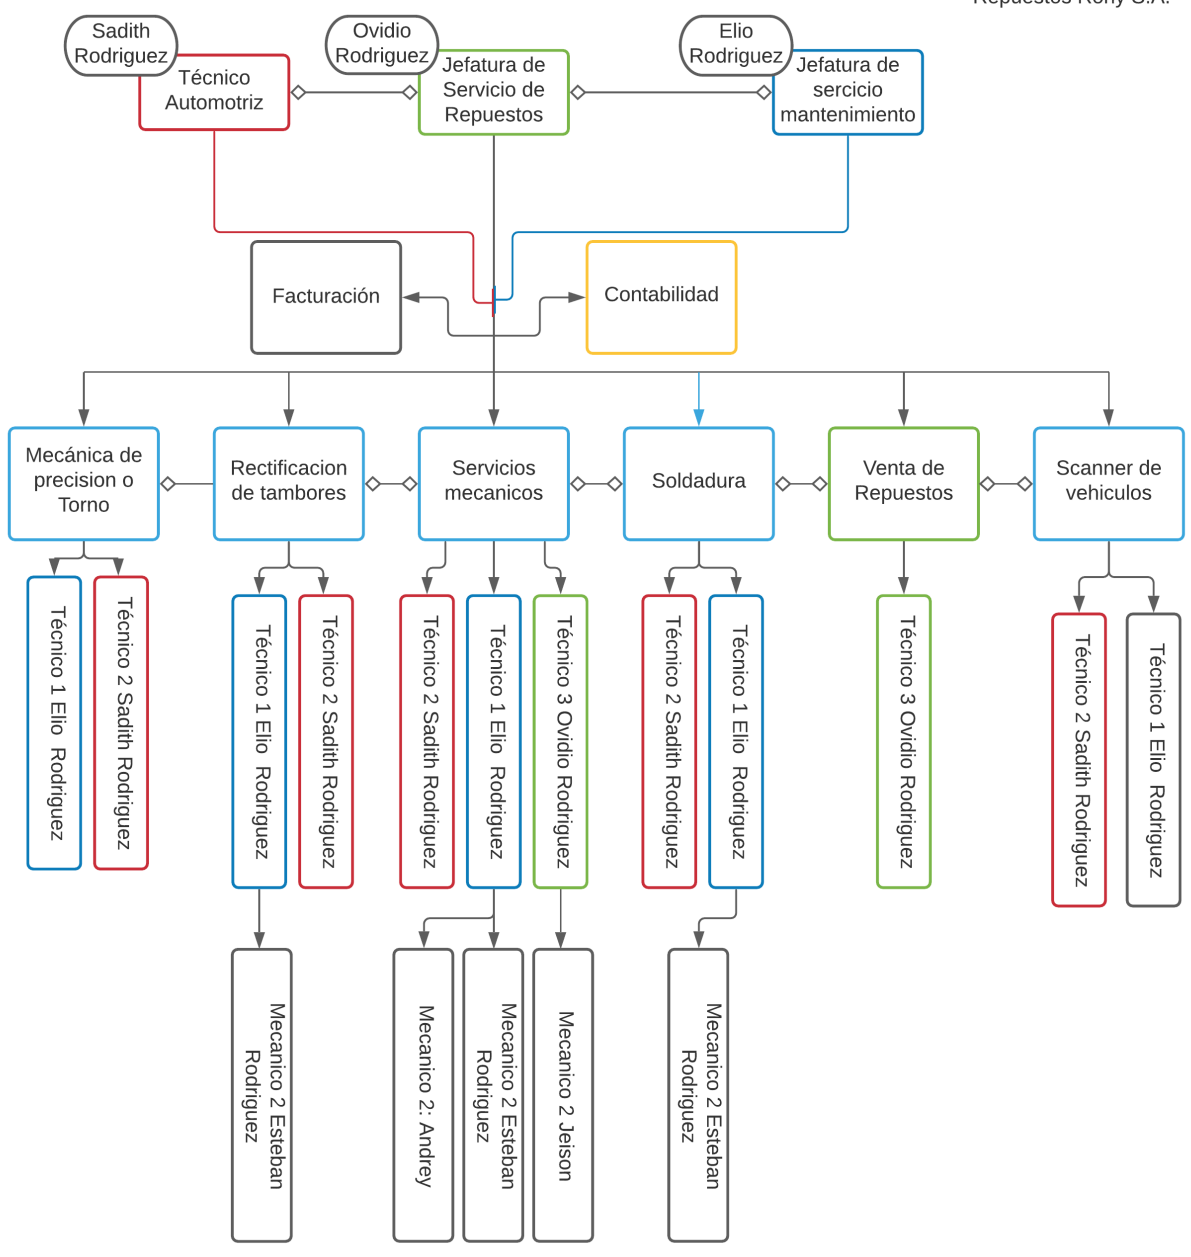 Repuestos Rony S.A.
Sadith
Rodriguez
Ovidio
Rodriguez
Elio
Rodriguez
Técnico
Automotriz
Jefatura de
Servicio de
Repuestos
Jefatura de
sercicio
mantenimiento
Facturación
Contabilidad
Mecánica de
precision o
Torno
Rectificacion
de tambores
Servicios
mecanicos
Soldadura
Venta de
Repuestos
Scanner de
vehiculos
Técnico 1 Elio  Rodriguez
Técnico 2 Sadith Rodriguez
Técnico 1 Elio  Rodriguez
Técnico 2 Sadith Rodriguez
Técnico 2 Sadith Rodriguez
Técnico 1 Elio  Rodriguez
Técnico 3 Ovidio Rodriguez
Técnico 2 Sadith Rodriguez
Técnico 1 Elio  Rodriguez
Técnico 3 Ovidio Rodriguez
Técnico 2 Sadith Rodriguez
Técnico 1 Elio  Rodriguez
Mecanico 2 Esteban
Rodriguez
Mecanico 2: Andrey
Mecanico 2 Esteban
Rodriguez
Mecanico 2 Jeison
Mecanico 2 Esteban
Rodriguez